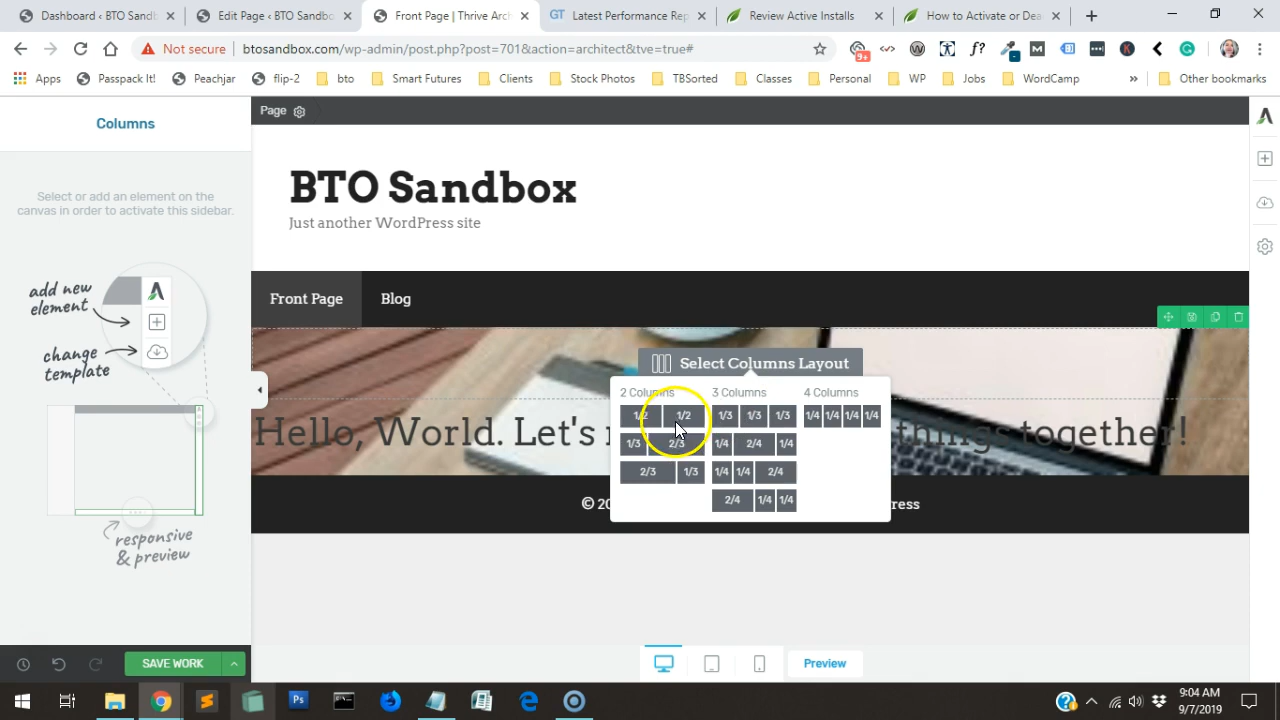 Dashboard ‹ BTO Sandb
Edit Page ‹ BTO Sandbo
Front Page | Thrive Arc
GT
Latest Performance Rep
Review Active Installs
How to Activate or Dea
Not secure
btosandbox.com/wp-admin/post.php?post=701&action=architect&tve=true#
9+
f?
M
K
Apps
Passpack It!
Peachjar
flip-2
bto
Smart Futures
Clients
Stock Photos
TBSorted
Classes
Personal
WP
Jobs
WordCamp
»
Other bookmarks
Columns
Page
Select or add an element on the
canvas in order to activate this sidebar.
add new
element
change
template
responsive
& preview
BTO Sandbox
Just another WordPress site
Front Page
Blog
Select Columns Layout
2 Columns
3 Columns
4 Columns
1/2 1/2
1/3 1/3 1/3
1/4 1/4 1/4 1/4
1/3 2/3
1/4 2/4 1/4
2/3 1/3
1/4 1/4 2/4
2/4 1/4 1/4
Hello, World. Let's
things together!
© 20
ress
SAVE WORK
Preview
Ps
9:04 AM
9/7/2019